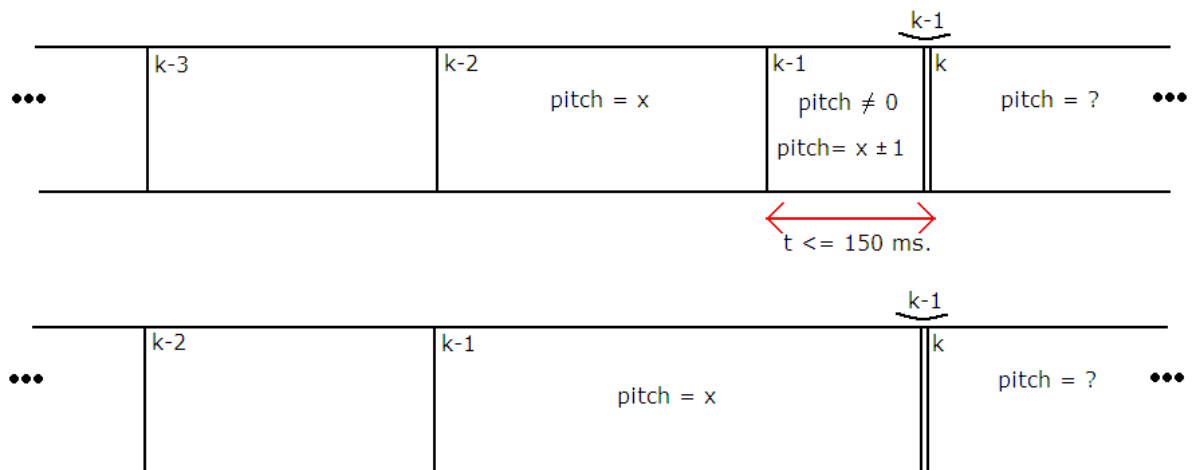 k-1
k-3 k-2 k-1 k
••• pitch = x pitch ≠ 0 pitch = ? •••
pitch= x ± 1
t <= 150 ms.
k-1
k-2 k-1 k
••• pitch = x pitch = ? •••